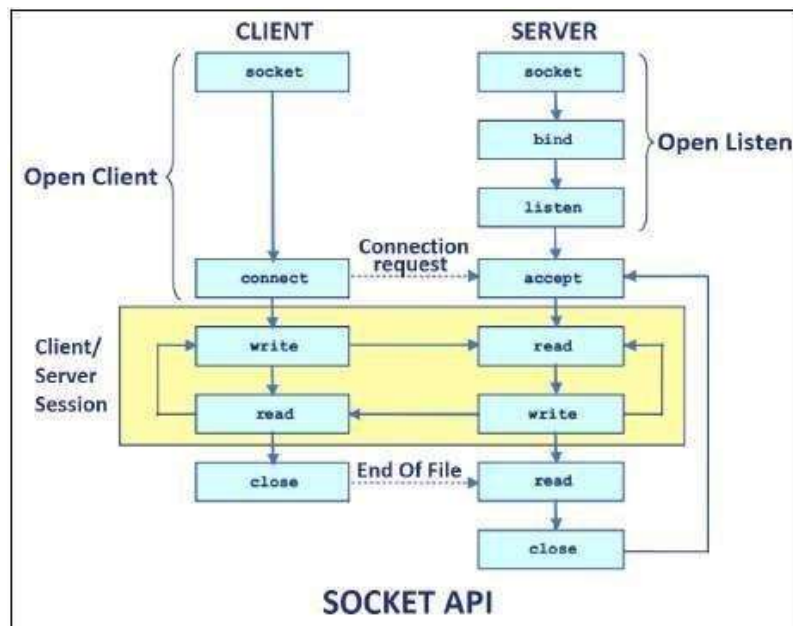 CLIENT
SERVER
socket
socket
bind
Open Client
Open Listen
listen
Connection
request
connect
accept
Client/
Server
Session
write
read
read
write
close
End Of File
read
close
SOCKET API